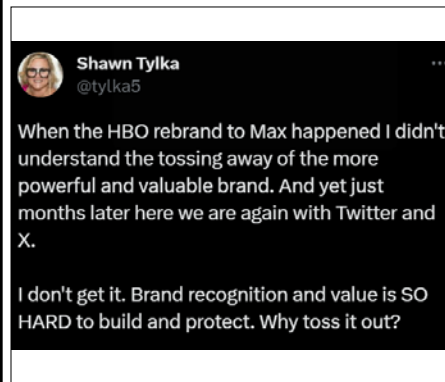 Shawn Tylka
@tylka5
When the HBO rebrand to Max happened I didn't
understand the tossing away of the more
powerful and valuable brand. And yet just
months later here we are again with Twitter and
X.
I don't get it. Brand recognition and value is SO
HARD to build and protect. Why toss it out?